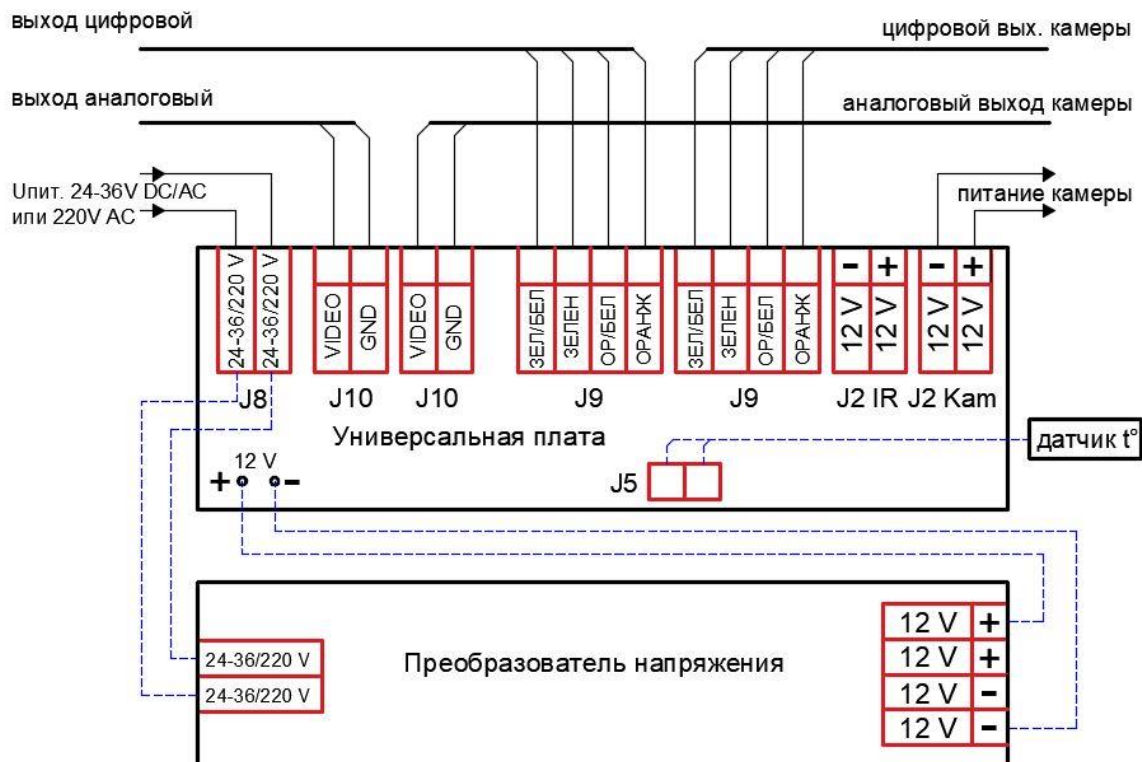 выход цифровой
цифровой вых. камеры
выход аналоговый
аналоговый выход камеры
Uпит. 24-36V DC/AC
или 220V AC
питание камеры
24-36/220 V
24-36/220 V
VIDEO
GND
VIDEO
GND
ЗЕЛ/БЕЛ
ЗЕЛЕН
ОР/БЕЛ
ОРАНЖ
ЗЕЛ/БЕЛ
ЗЕЛЕН
ОР/БЕЛ
ОРАНЖ
- +
12 V
12 V
- +
12 V
12 V
J8
J10
J10
J9
J9
J2 IR
J2 Kam
Универсальная плата
датчик t°
+ 12 V -
J5
Преобразователь напряжения
24-36/220 V
24-36/220 V
12 V +
12 V +
12 V -
12 V -